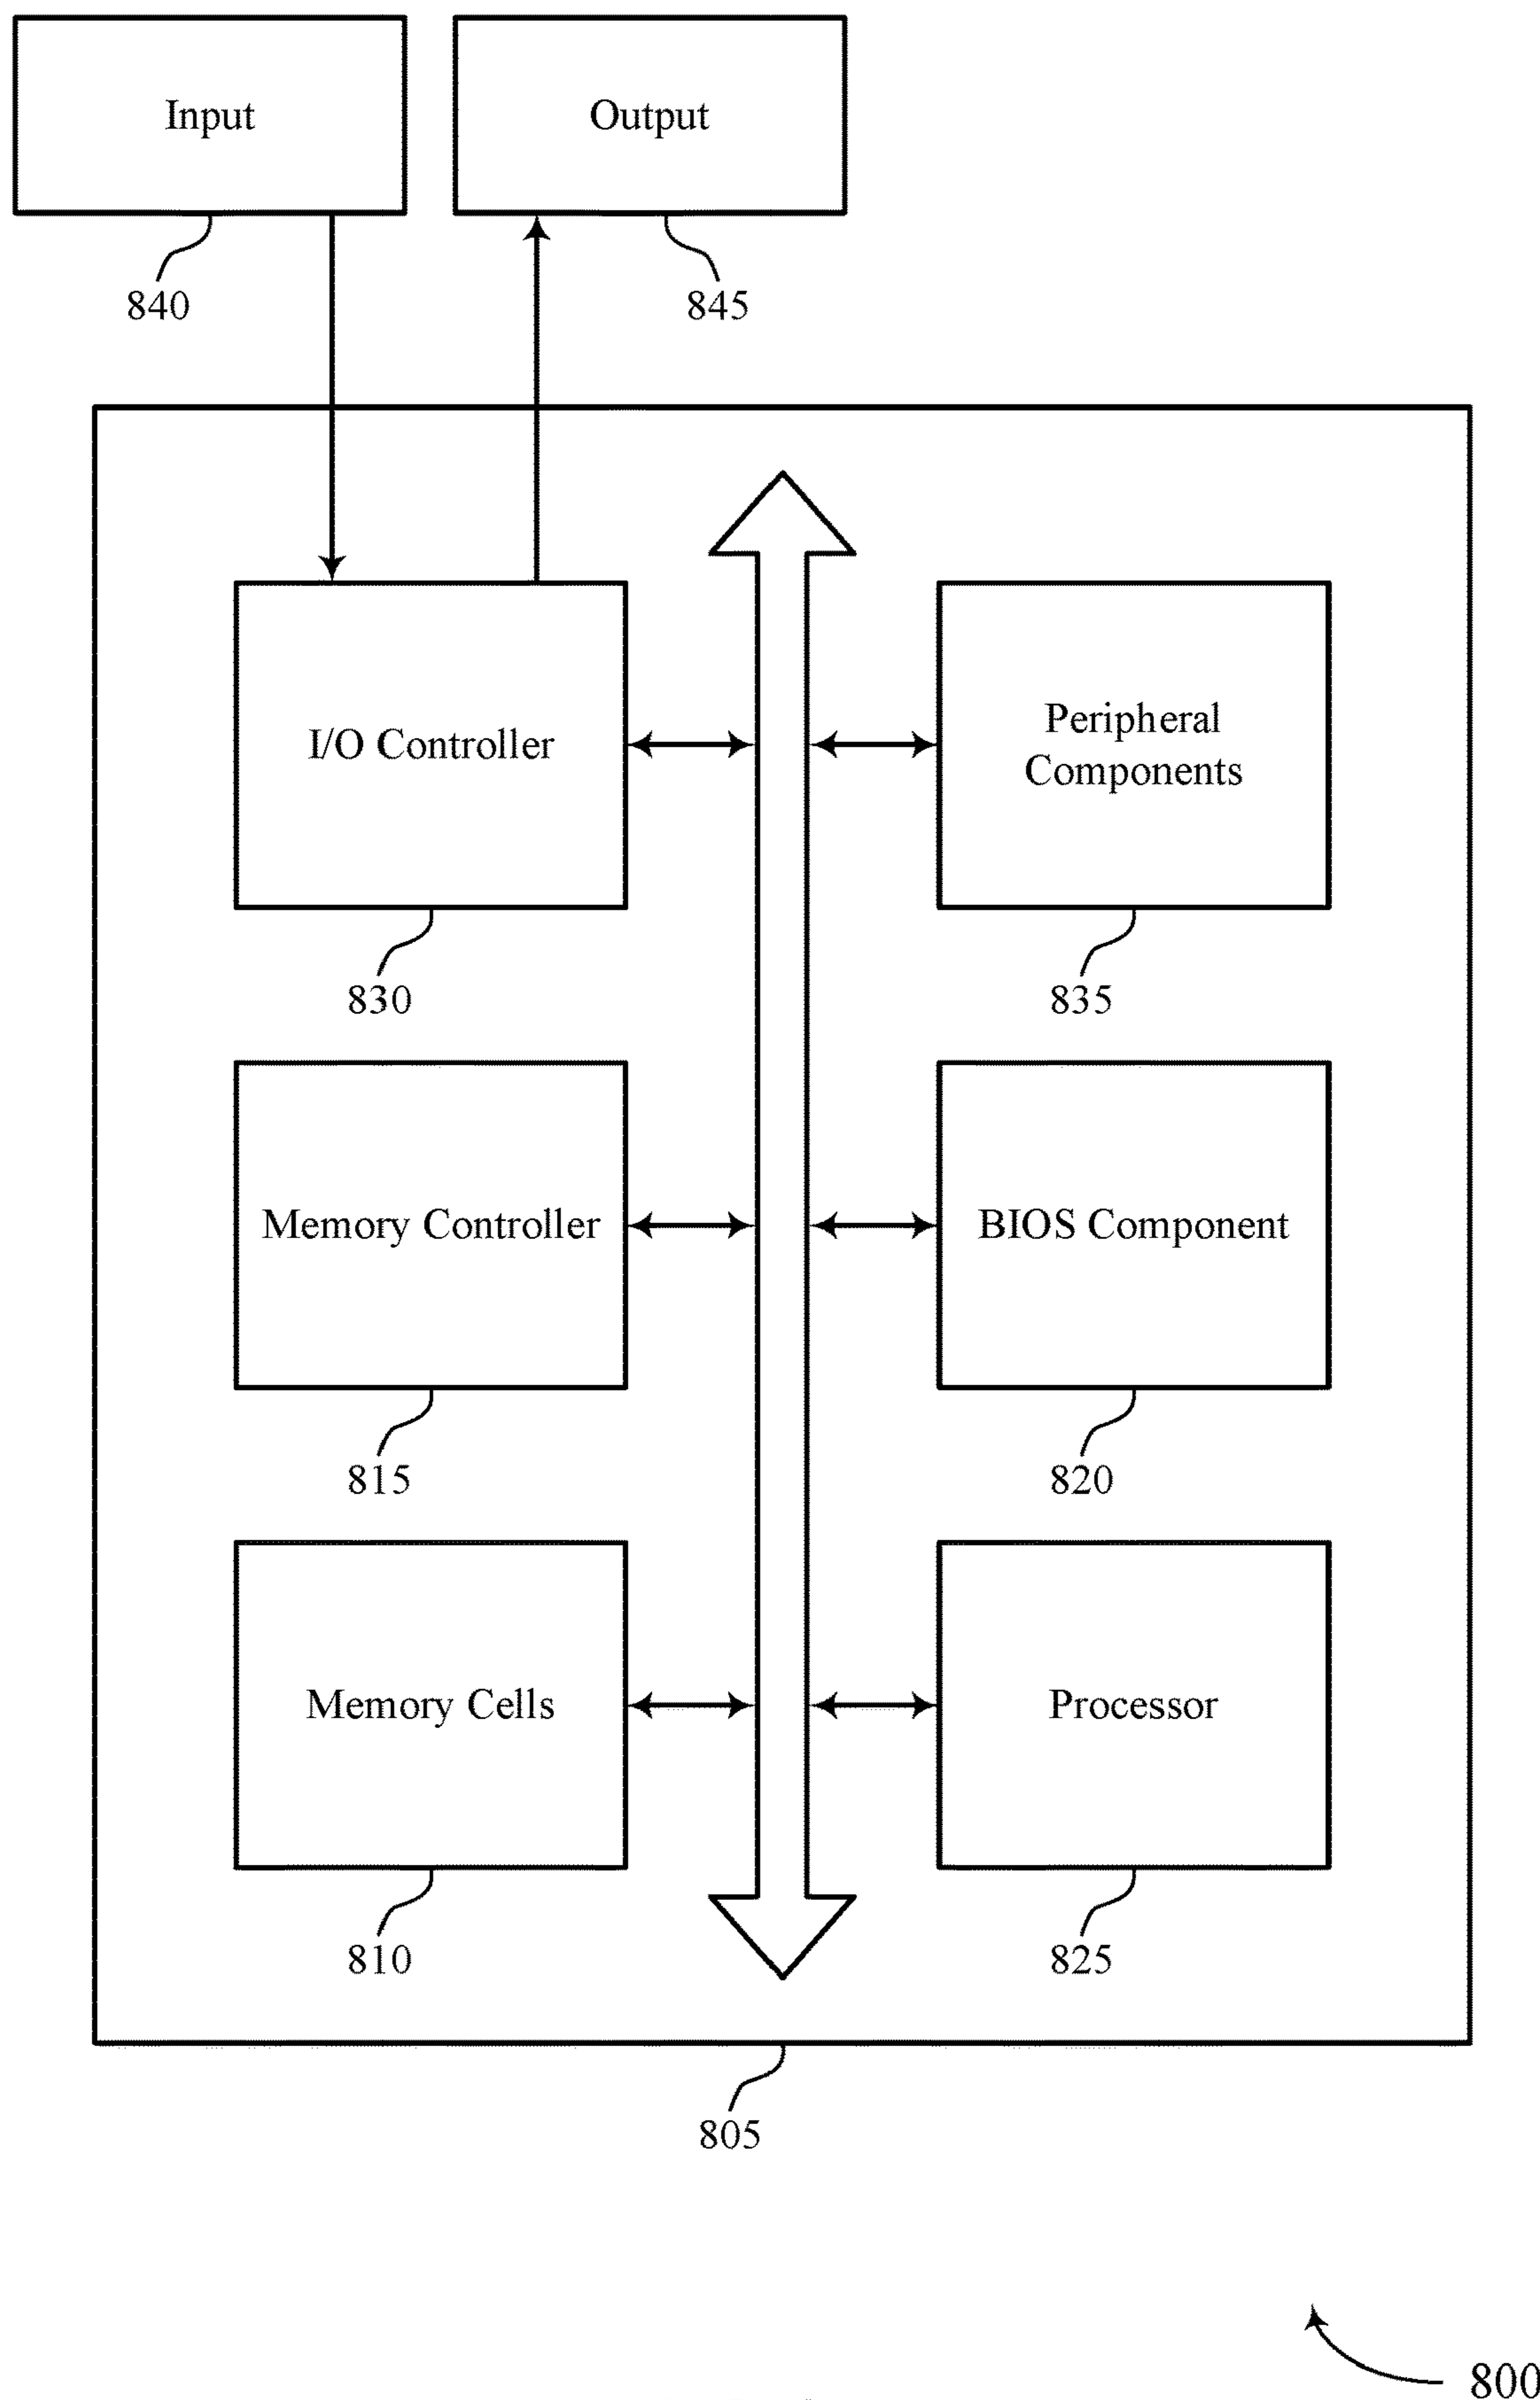 Input
Output
840
845
I/O Controller
Peripheral
Components
830
835
Memory Controller
BIOS Component
815
820
Memory Cells
Processor
810
825
805
800